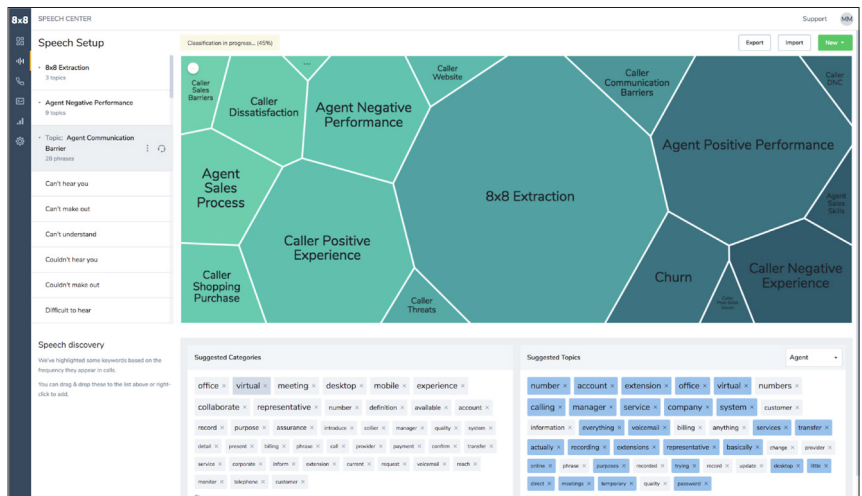 8x8 SPEECH CENTER Support MM
Speech Setup
Classification in progress... (45%)
Export Import New
8x8 Extraction
3 topics
Agent Negative Performance
9 topics
Topic: Agent Communication
Barrier
28 phrases
Can't hear you
Can't make out
Can't understand
Couldn't hear you
Couldn't make out
Difficult to hear
Speech discovery
We've highlighted some keywords based on the
frequency they appear in calls.
You can drag & drop these to the list above or right-
click to add.
Caller
Sales
Barriers
Caller
Dissatisfaction
...
Agent Negative
Performance
Caller
Website
Caller
Communication
Barriers
Caller
DNC
Agent Positive Performance
Agent
Sales
Process
8x8 Extraction
Agent
Sales
Skills
Caller Positive
Experience
Caller
Shopping
Purchase
Caller
Threats
Churn
Caller Negative
Experience
Suggested Categories
office × virtual × meeting × desktop × mobile × experience ×
collaborate × representative × number × definition × available × account ×
record × purpose × assurance × introduce × caller × manager × quality × system ×
detail × present × billing × phrase × call × provider × payment × confirm × transfer ×
service × corporate × inform × extension × current × request × voicemail × reach ×
monitor × telephone × customer ×
Suggested Topics
Agent
number × account × extension × office × virtual × numbers ×
calling × manager × service × company × system × customer ×
information × everything × voicemail × billing × anything × services × transfer ×
actually × recording × extensions × representative × basically × change × provider ×
online × phrase × purposes × recorded × trying × record × update × desktop × little ×
direct × meetings × temporary × quality × password ×